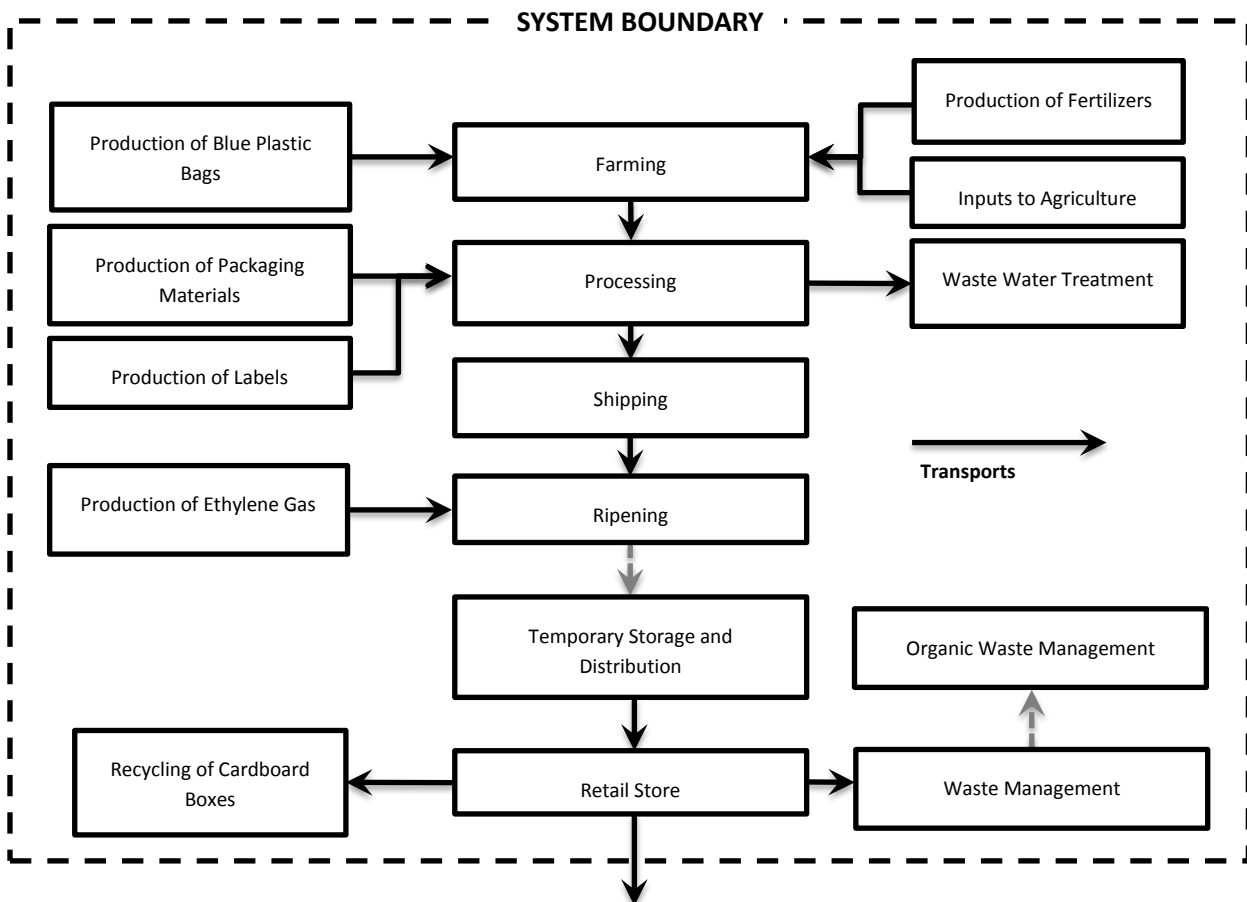 SYSTEM BOUNDARY
Production of Fertilizers
Production of Blue Plastic
Bags
Farming
Inputs to Agriculture
Production of Packaging
Materials
Processing
Waste Water Treatment
Production of Labels
Shipping
Transports
Production of Ethylene Gas
Ripening
Temporary Storage and
Distribution
Organic Waste Management
Recycling of Cardboard
Boxes
Retail Store
Waste Management